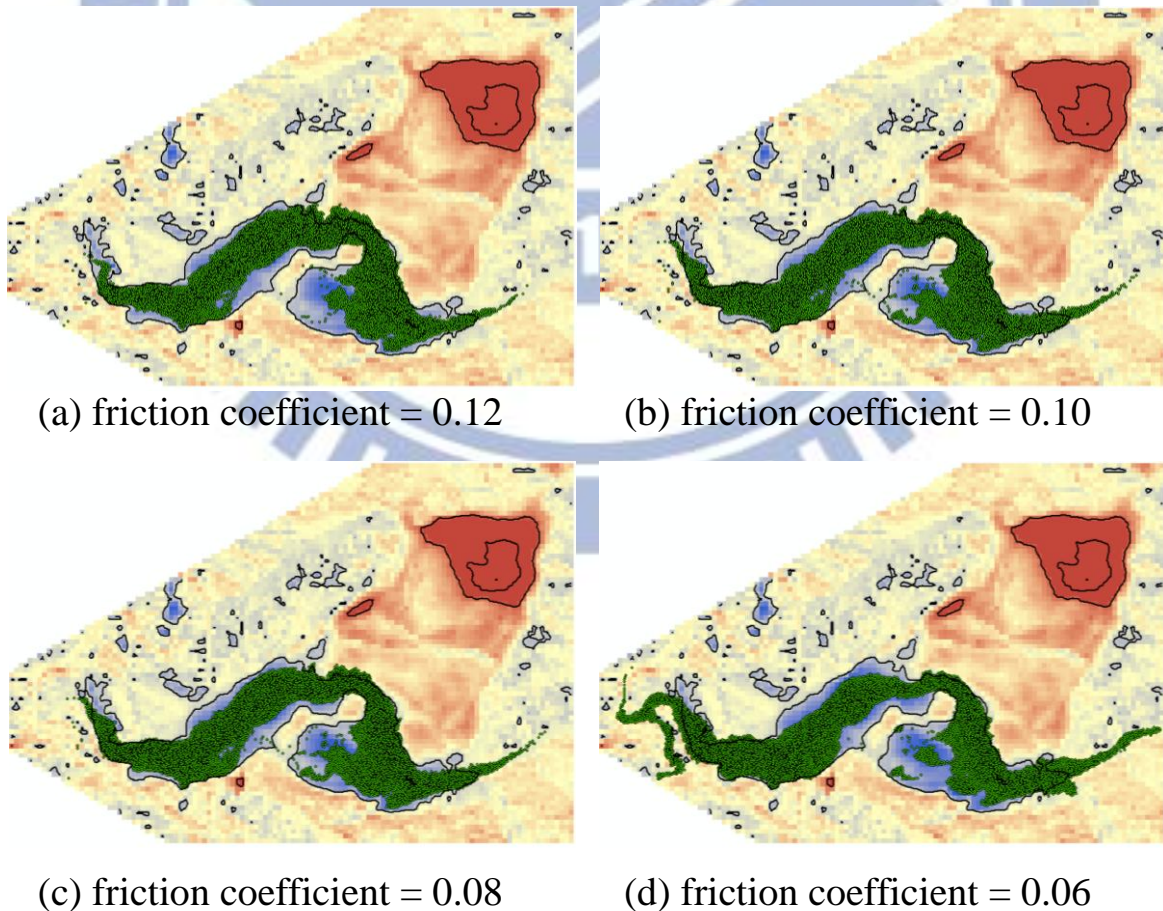 (a) friction coefficient = 0.12
(b) friction coefficient = 0.10
(c) friction coefficient = 0.08
(d) friction coefficient = 0.06